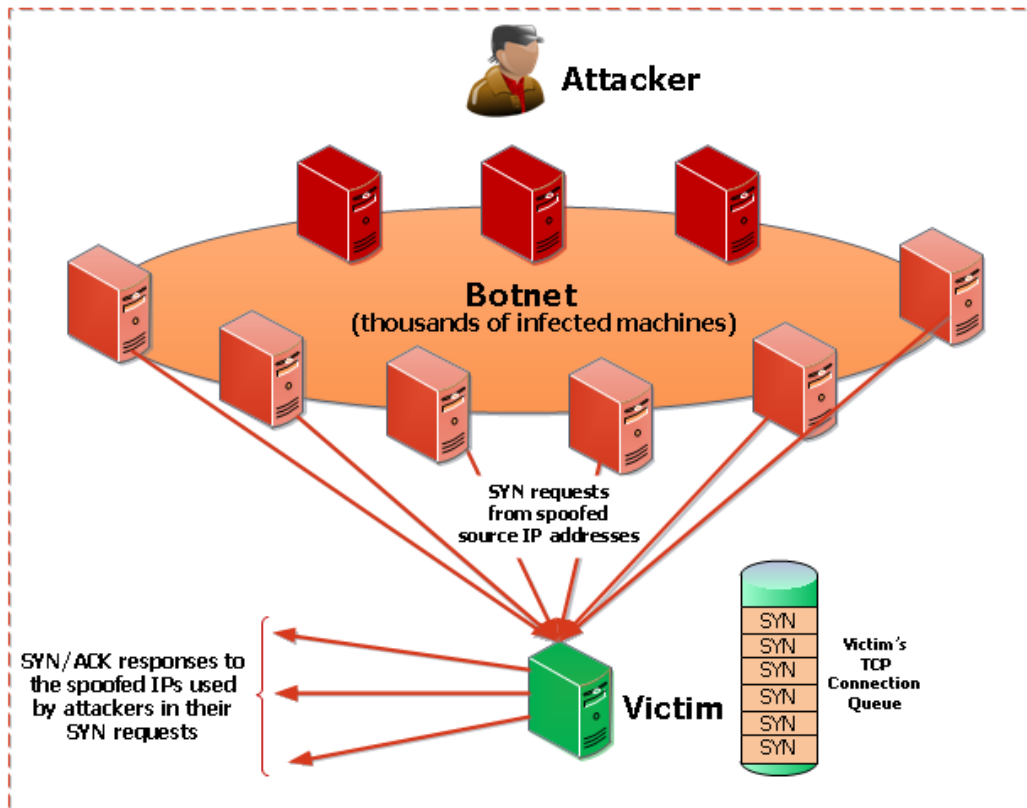 Attacker
Botnet
(thousands of infected machines)
SYN requests
from spoofed
source IP addresses
SYN/ACK responses to
the spoofed IPs used
by attackers in their
SYN requests
Victim
SYN
SYN
SYN
SYN
SYN
SYN
Victim's
TCP
Connection
Queue